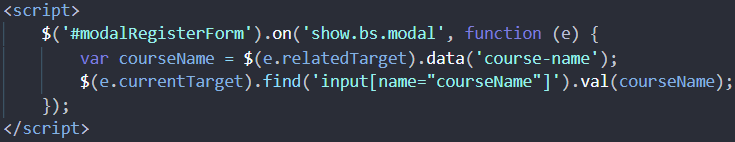 <script>
$('#modalRegisterForm').on('show.bs.modal', function (e) {
var courseName = $(e.relatedTarget).data('course-name');
$(e.currentTarget).find('input[name="courseName"]').val(courseName);
});
</script>